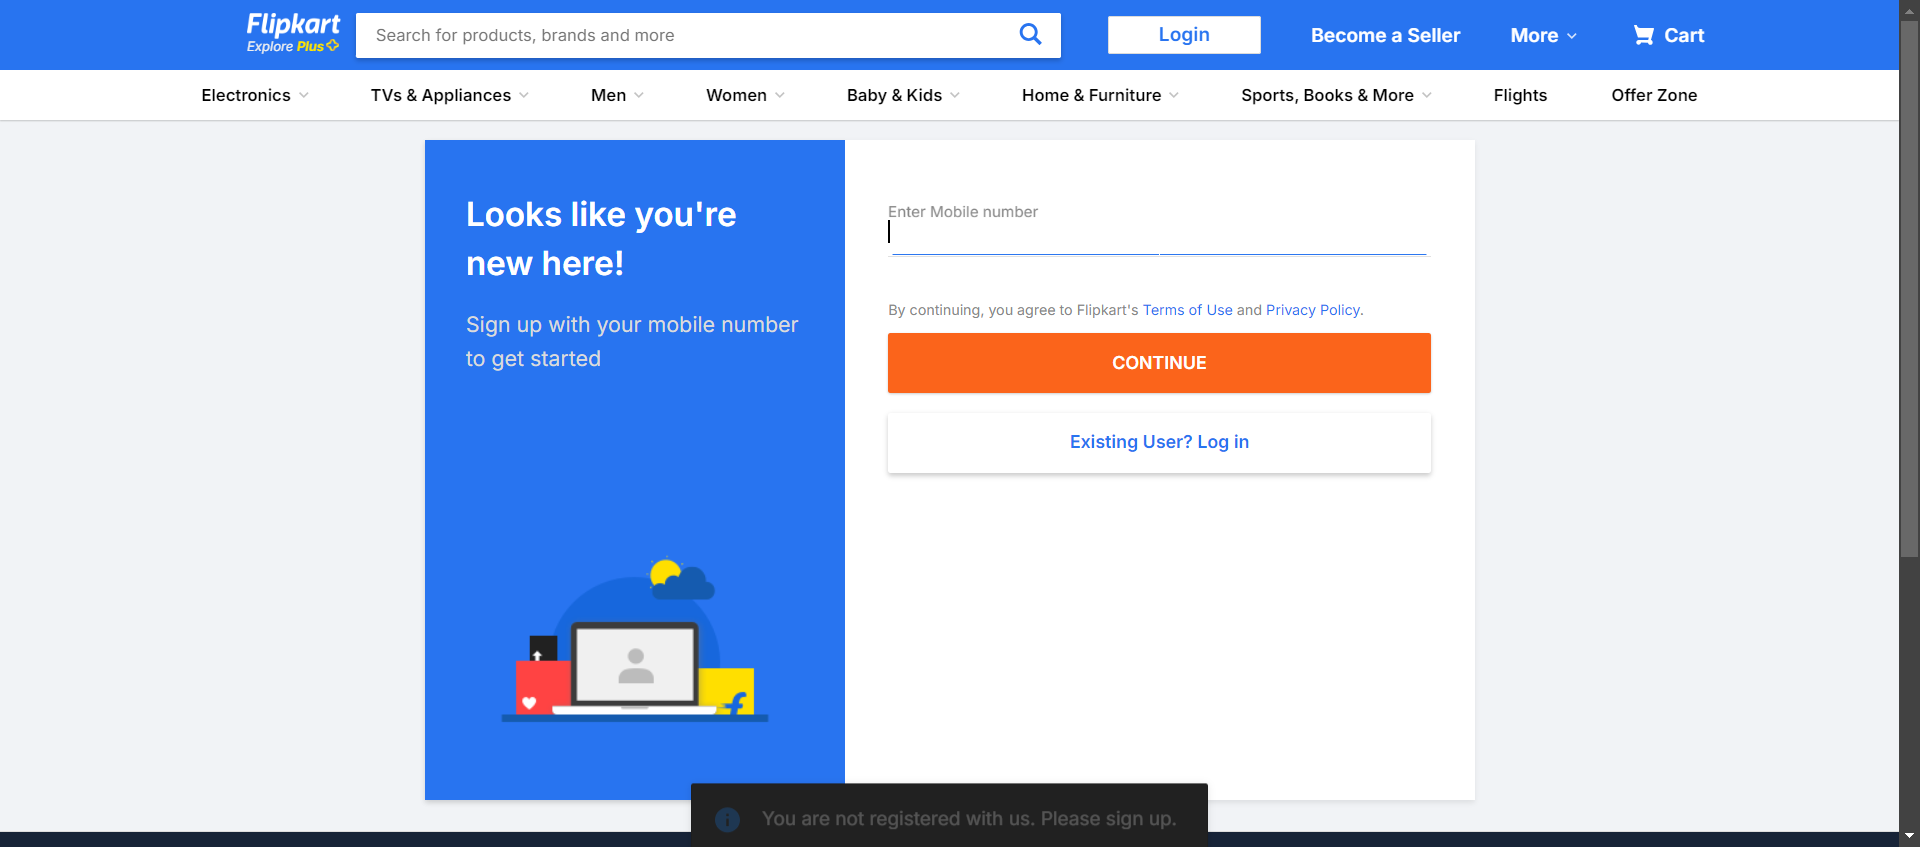 Flipkart
Explore Plus
Search for products, brands and more
Login
Become a Seller
More
Cart
Electronics
TVs & Appliances
Men
Women
Baby & Kids
Home & Furniture
Sports, Books & More
Flights
Offer Zone
Looks like you're
new here!
Sign up with your mobile number
to get started
Enter Mobile number
By continuing, you agree to Flipkart's Terms of Use and Privacy Policy.
CONTINUE
Existing User? Log in
f
You are not registered with us. Please sign up.